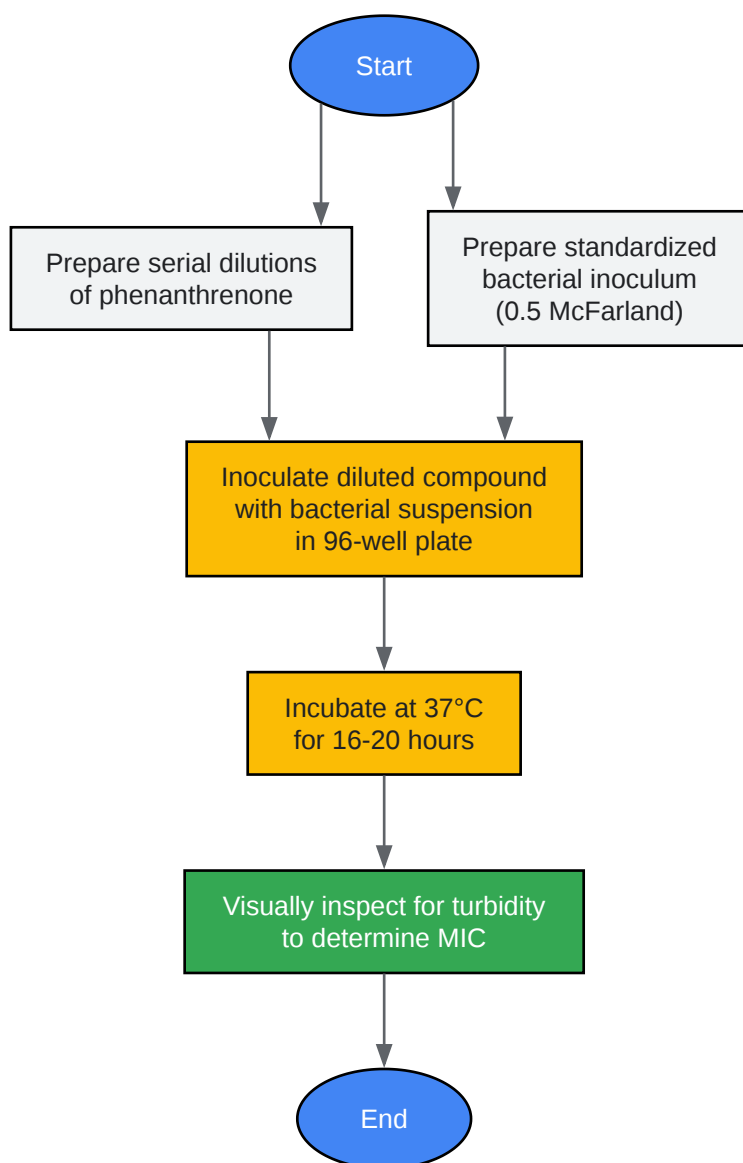 Start
Prepare serial dilutions
of phenanthrenone
Prepare standardized
bacterial inoculum
(0.5 McFarland)
Inoculate diluted compound
with bacterial suspension
in 96-well plate
Incubate at 37°C
for 16-20 hours
Visually inspect for turbidity
to determine MIC
End